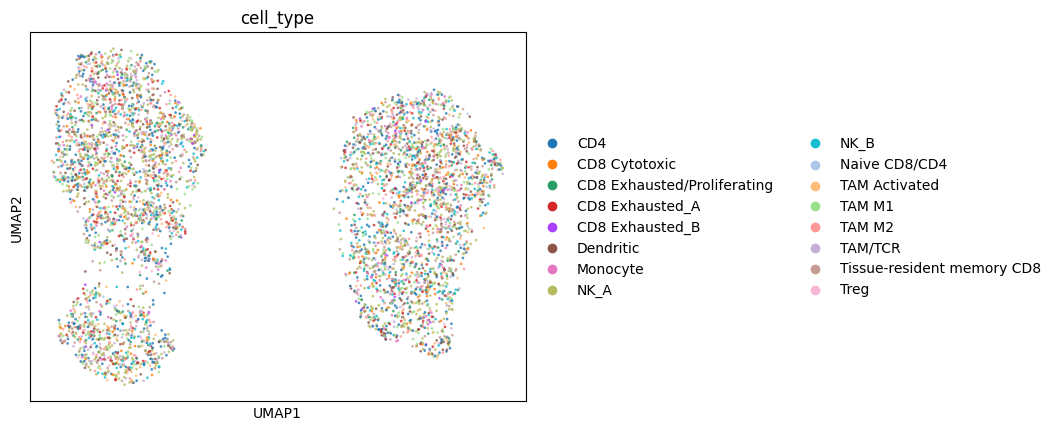 cell_type
UMAP2
UMAP1
CD4
CD8 Cytotoxic
CD8 Exhausted/Proliferating
CD8 Exhausted_A
CD8 Exhausted_B
Dendritic
Monocyte
NK_A
NK_B
Naive CD8/CD4
TAM Activated
TAM M1
TAM M2
TAM/TCR
Tissue-resident memory CD8
Treg